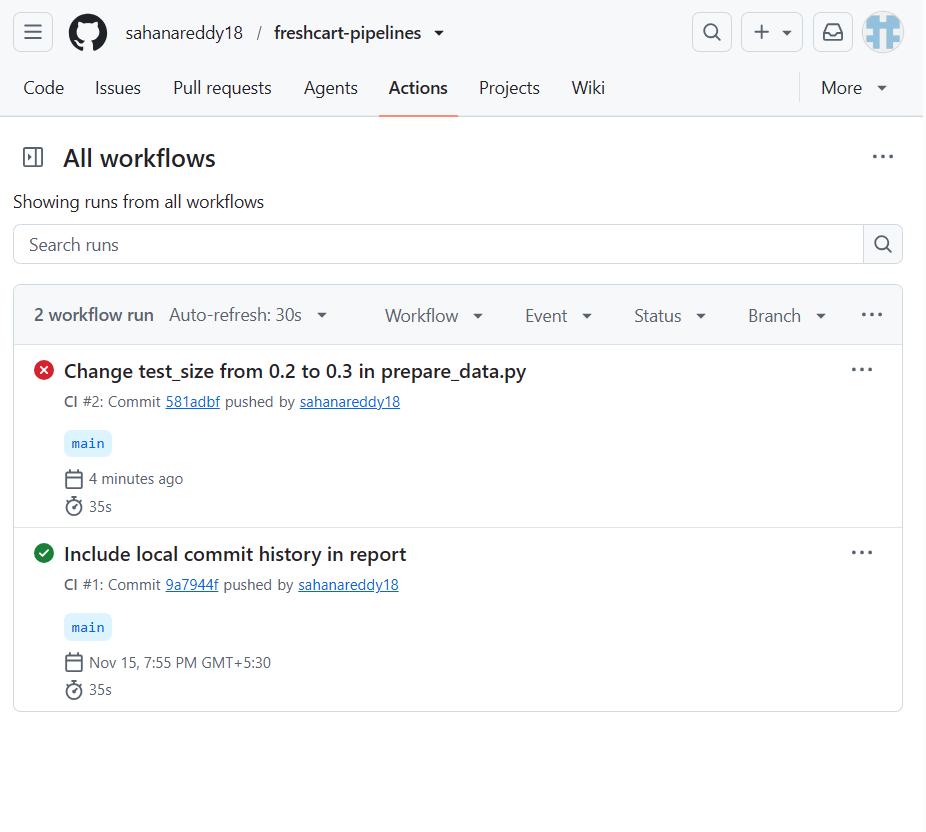 sahanareddy18 / freshcart-pipelines
Code Issues Pull requests Agents Actions Projects Wiki More
All workflows
Showing runs from all workflows
Search runs
2 workflow run Auto-refresh: 30s Workflow Event Status Branch
Change test_size from 0.2 to 0.3 in prepare_data.py
CI #2: Commit 581adbf pushed by sahanareddy18
main
4 minutes ago
35s
Include local commit history in report
CI #1: Commit 9a7944f pushed by sahanareddy18
main
Nov 15, 7:55 PM GMT+5:30
35s